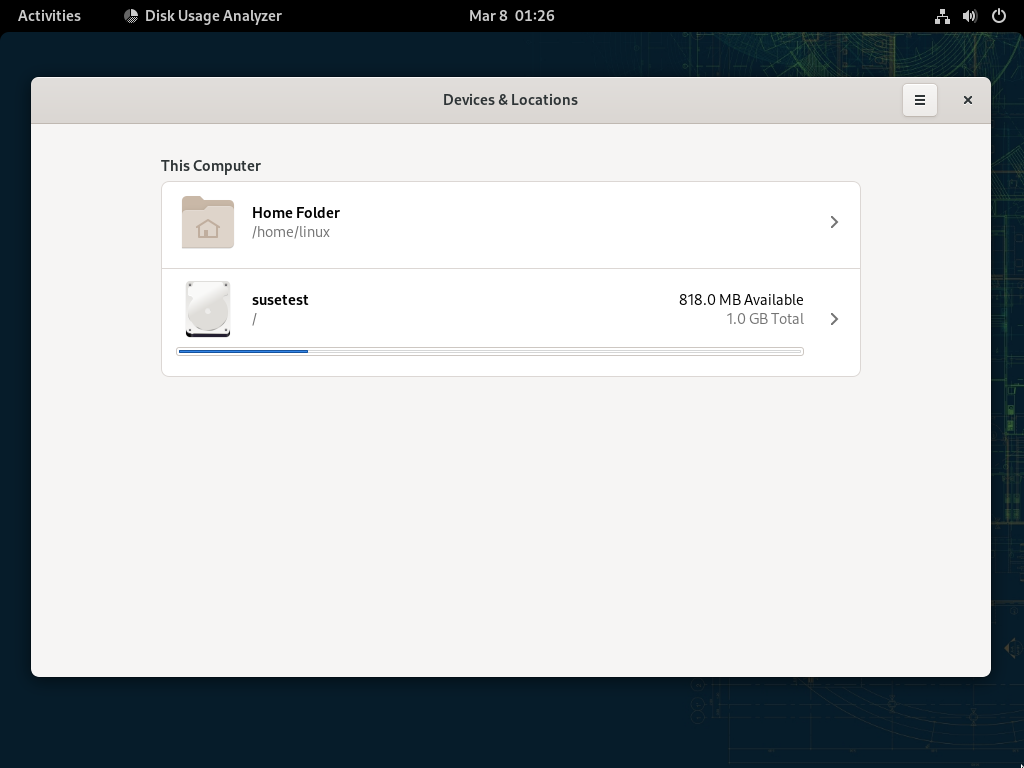 Activities
Disk Usage Analyzer
Mar 8  01:26
Devices & Locations
This Computer
Home Folder
/home/linux
susetest
/
818.0 MB Available
1.0 GB Total